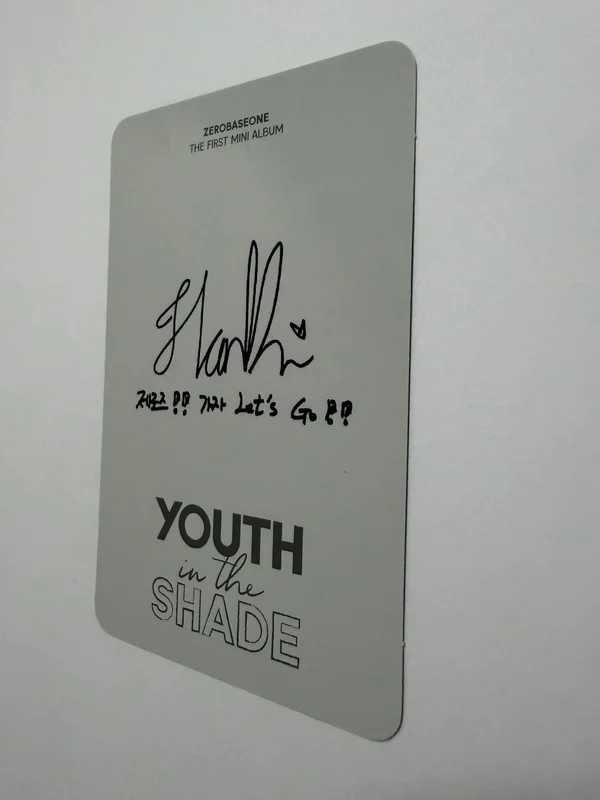 ZEROBASEONE
THE FIRST MINI ALBUM
제로즈!! 가자 Let's Go!!
YOUTH
in the
SHADE